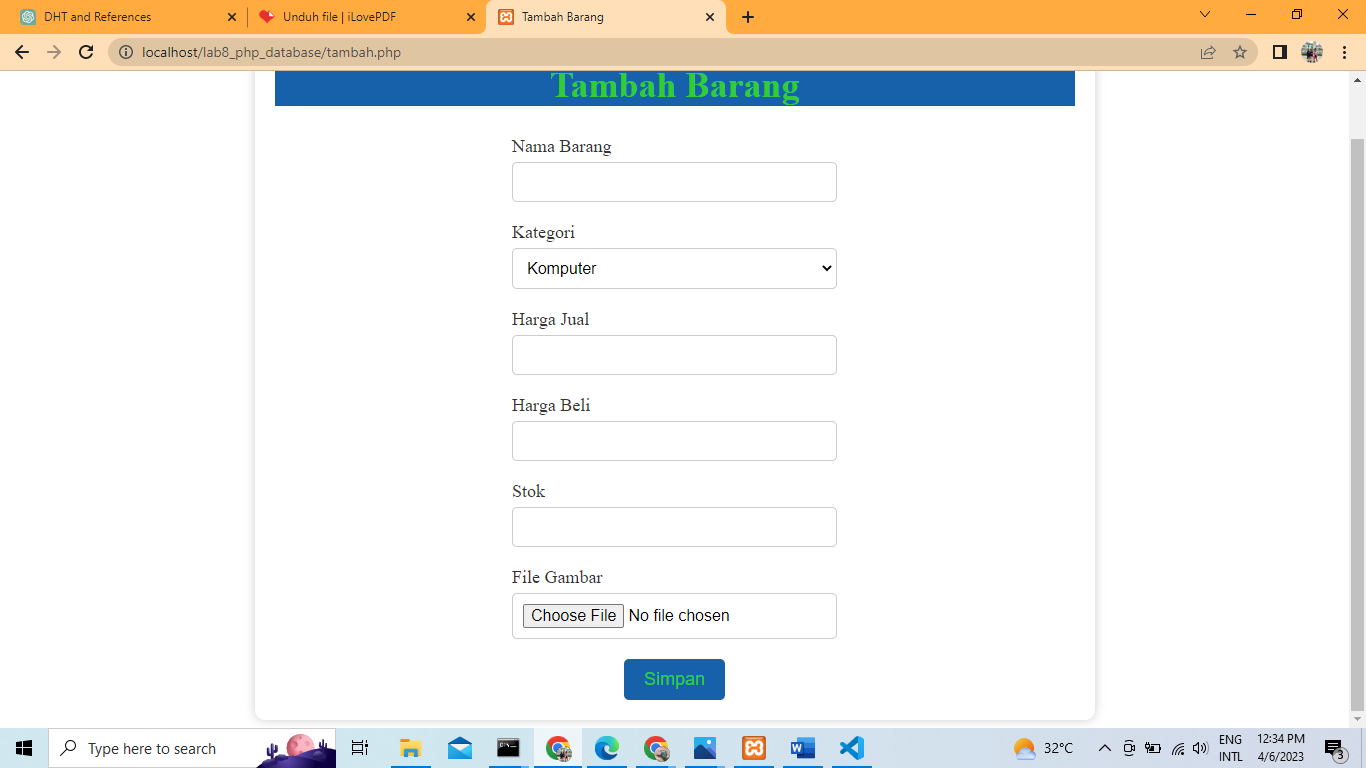 DHT and References
Unduh file | iLovePDF
Tambah Barang
localhost/lab8_php_database/tambah.php
Tambah Barang
Nama Barang
Kategori
Komputer
Harga Jual
Harga Beli
Stok
File Gambar
Choose File No file chosen
Simpan
Type here to search
32°C
ENG
INTL
12:34 PM
4/6/2023
3